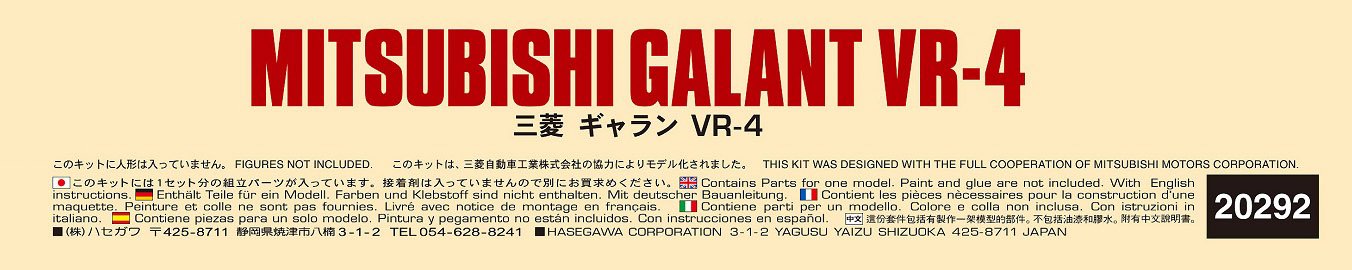 MITSUBISHI GALANT VR-4
三菱 ギャラン VR-4
このキットに人形は入っていません。 FIGURES NOT INCLUDED. このキットは、三菱自動車工業株式会社の協力によりモデル化されました。 THIS KIT WAS DESIGNED WITH THE FULL COOPERATION OF MITSUBISHI MOTORS CORPORATION.
このキットには1セット分の組立パーツが入っています。接着剤は入っていませんので別にお買求めください。 Contains Parts for one model. Paint and glue are not included. With English
instructions. Enthält Teile für ein Modell. Farben und Klebstoff sind nicht enthalten. Mit deutscher Bauanleitung. Contient les pièces nècessaires pour la construction d'une
maquette. Peinture et colle ne sont pas fournies. Livré avec notice de montage en français. Contiene parti per un modello. Colore e colla non inclusa. Con istruzioni in
italiano. Contiene piezas para un solo modelo. Pintura y pegamento no están incluidos. Con instrucciones en español. 中文 這份套件包括有製作一架模型的部件。不包括油漆和膠水。附有中文說明書。
■(株)ハセガワ 〒425-8711 静岡県焼津市八楠3-1-2 TEL 054-628-8241 ■HASEGAWA CORPORATION 3-1-2 YAGUSU YAIZU SHIZUOKA 425-8711 JAPAN
20292